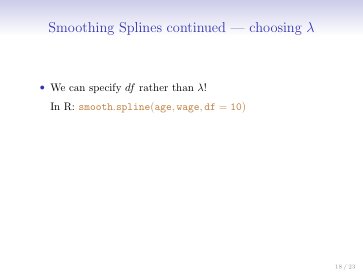 Smoothing Splines continued — choosing λ
• We can specify df rather than λ!
In R: smooth.spline(age, wage, df = 10)
18 / 23